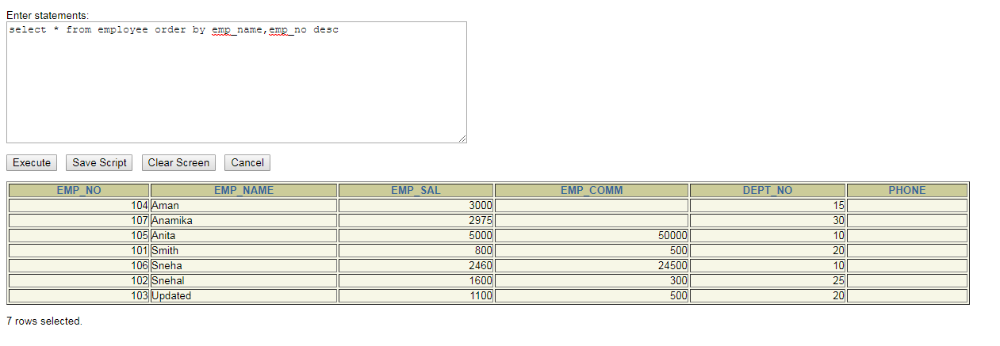 Enter statements:
select * from employee order by emp_name,emp_no desc
Execute Save Script Clear Screen Cancel
EMP_NO EMP_NAME EMP_SAL EMP_COMM DEPT_NO PHONE
104 Aman 3000 15
107 Anamika 2975 30
105 Anita 5000 50000 10
101 Smith 800 500 20
106 Sneha 2460 24500 10
102 Snehal 1600 300 25
103 Updated 1100 500 20
7 rows selected.